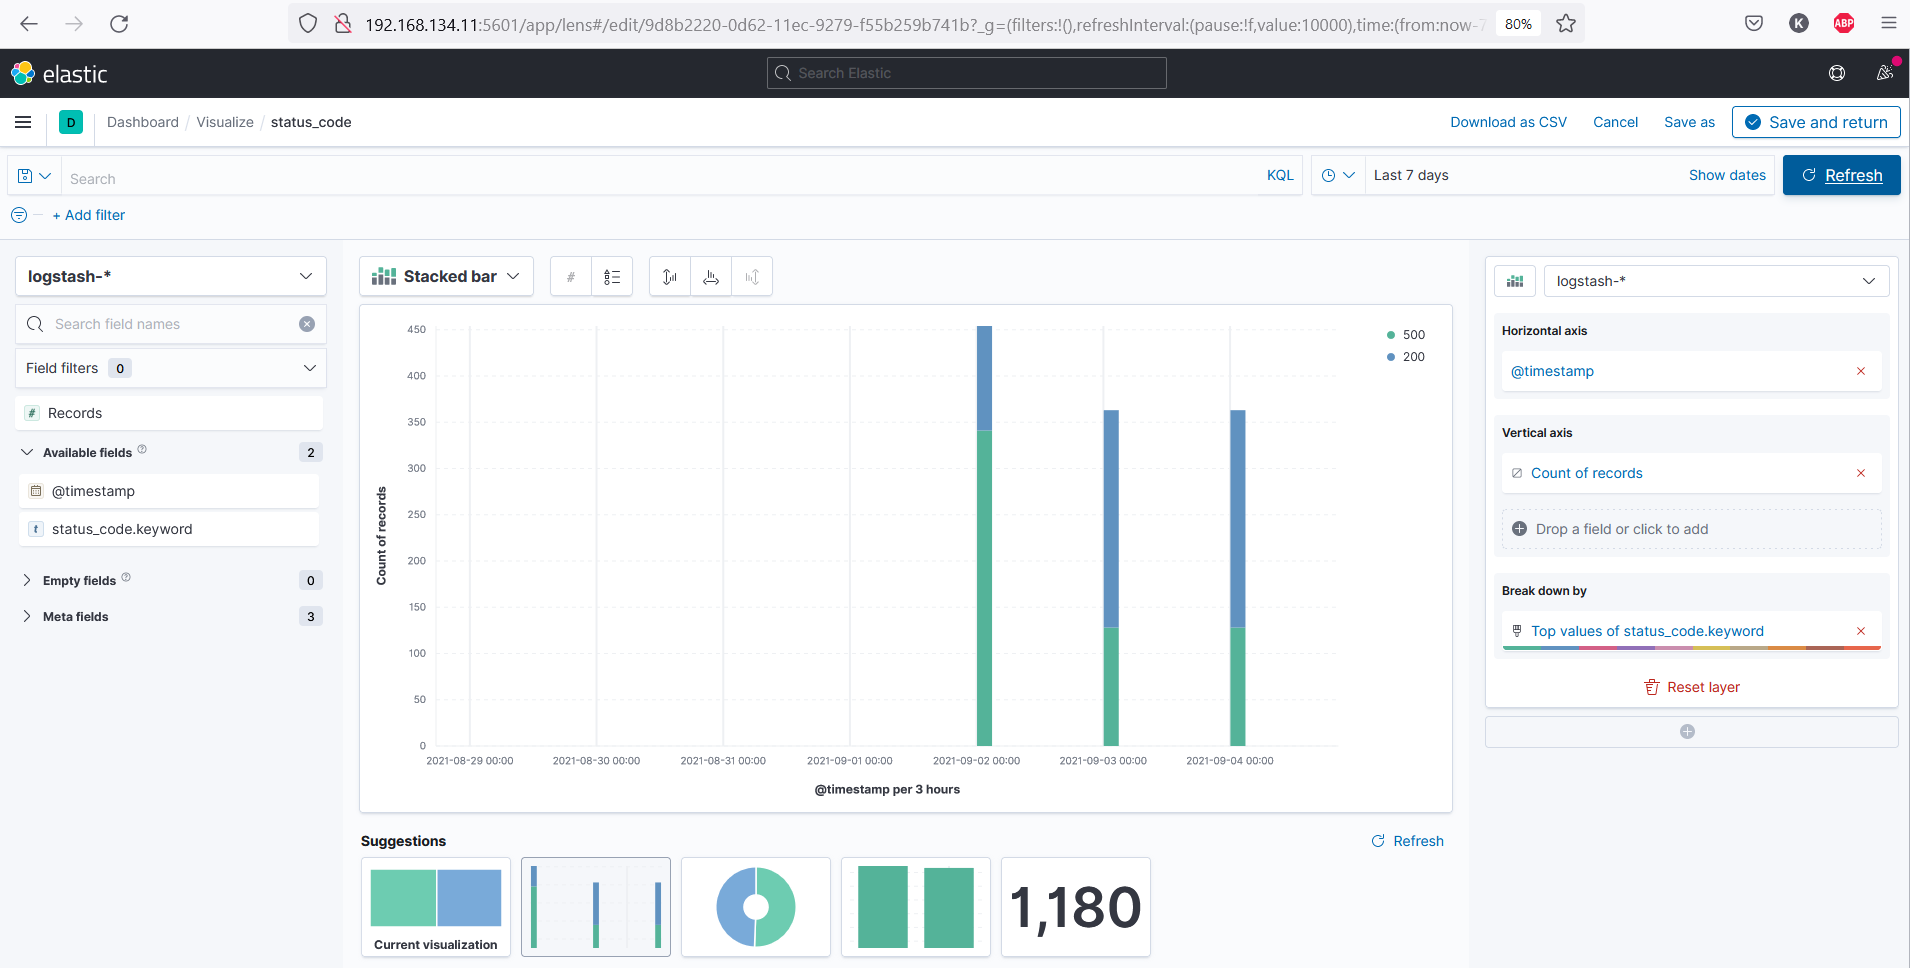 192.168.134.11:5601/app/lens#/edit/9d8b2220-0d62-11ec-9279-f55b259b741b?_g=(filters:!(),refreshInterval:(pause:!f,value:10000),time:(from:now-7
80%
K
ABP
elastic
Search Elastic
D
Dashboard / Visualize / status_code
Download as CSV
Cancel
Save as
Save and return
Search
KQL
Last 7 days
Show dates
Refresh
+ Add filter
logstash-*
Search field names
Field filters 0
# Records
Available fields ? 2
@timestamp
t status_code.keyword
Empty fields ? 0
Meta fields 3
Stacked bar
#
450
400
350
300
250
200
150
100
50
0
Count of records
2021-08-29 00:00
2021-08-30 00:00
2021-08-31 00:00
2021-09-01 00:00
2021-09-02 00:00
2021-09-03 00:00
2021-09-04 00:00
@timestamp per 3 hours
500
200
Suggestions
Refresh
Current visualization
1,180
logstash-*
Horizontal axis
@timestamp
Vertical axis
Count of records
Drop a field or click to add
Break down by
Top values of status_code.keyword
Reset layer